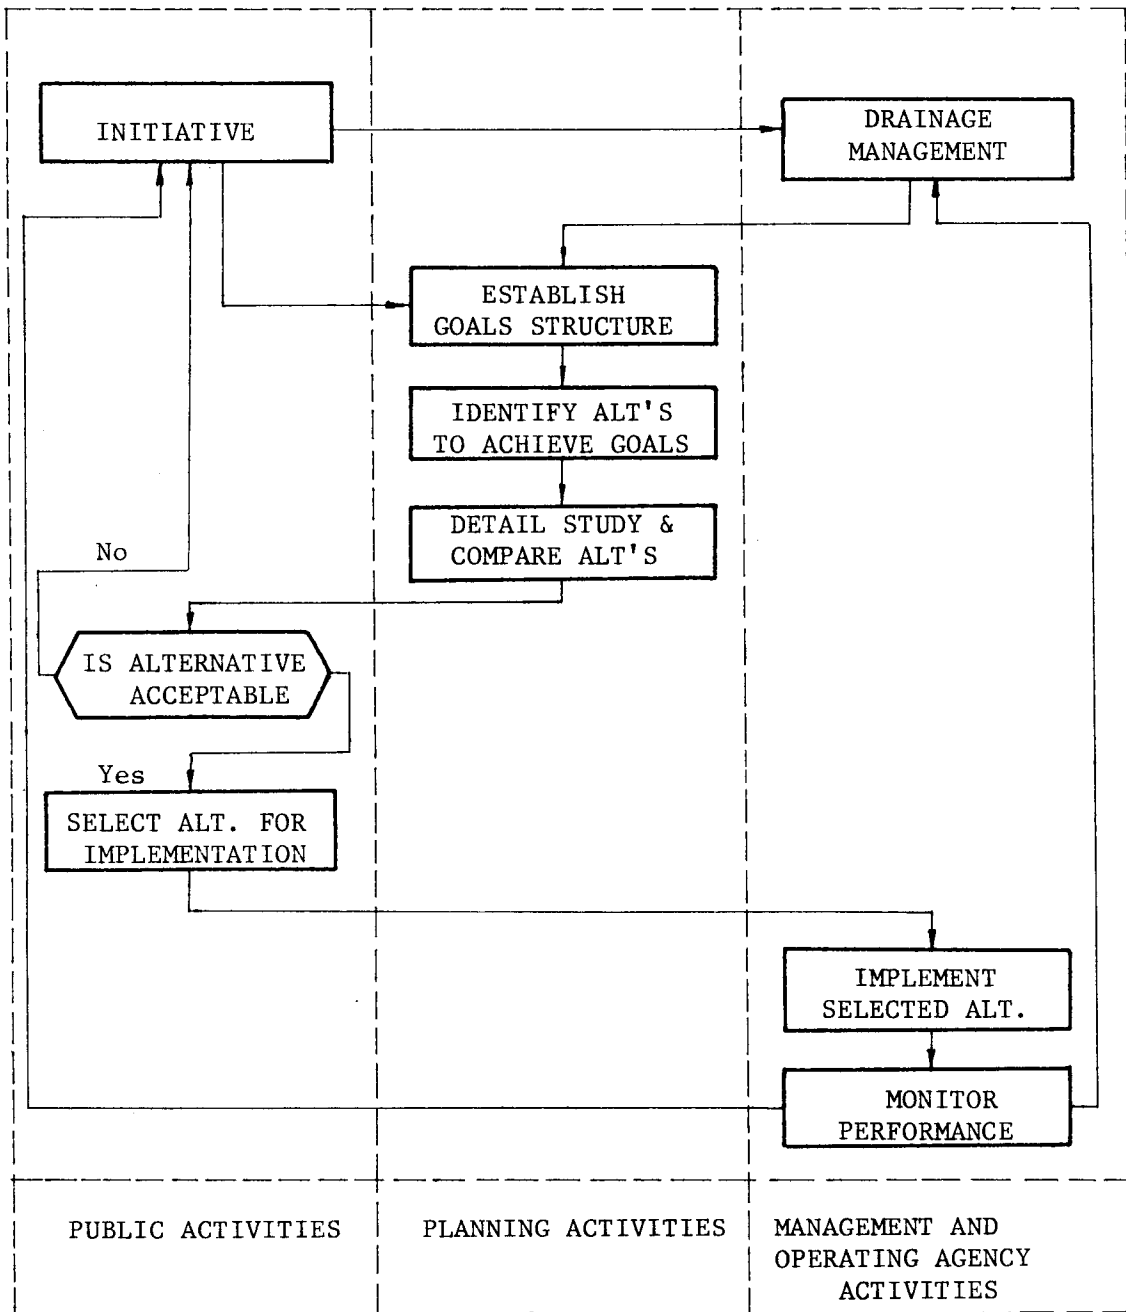 INITIATIVE
DRAINAGE
MANAGEMENT
ESTABLISH
GOALS STRUCTURE
IDENTIFY ALT'S
TO ACHIEVE GOALS
DETAIL STUDY &
COMPARE ALT'S
No
IS ALTERNATIVE
ACCEPTABLE
Yes
SELECT ALT. FOR
IMPLEMENTATION
IMPLEMENT
SELECTED ALT.
MONITOR
PERFORMANCE
PUBLIC ACTIVITIES
PLANNING ACTIVITIES
MANAGEMENT AND
OPERATING AGENCY
ACTIVITIES